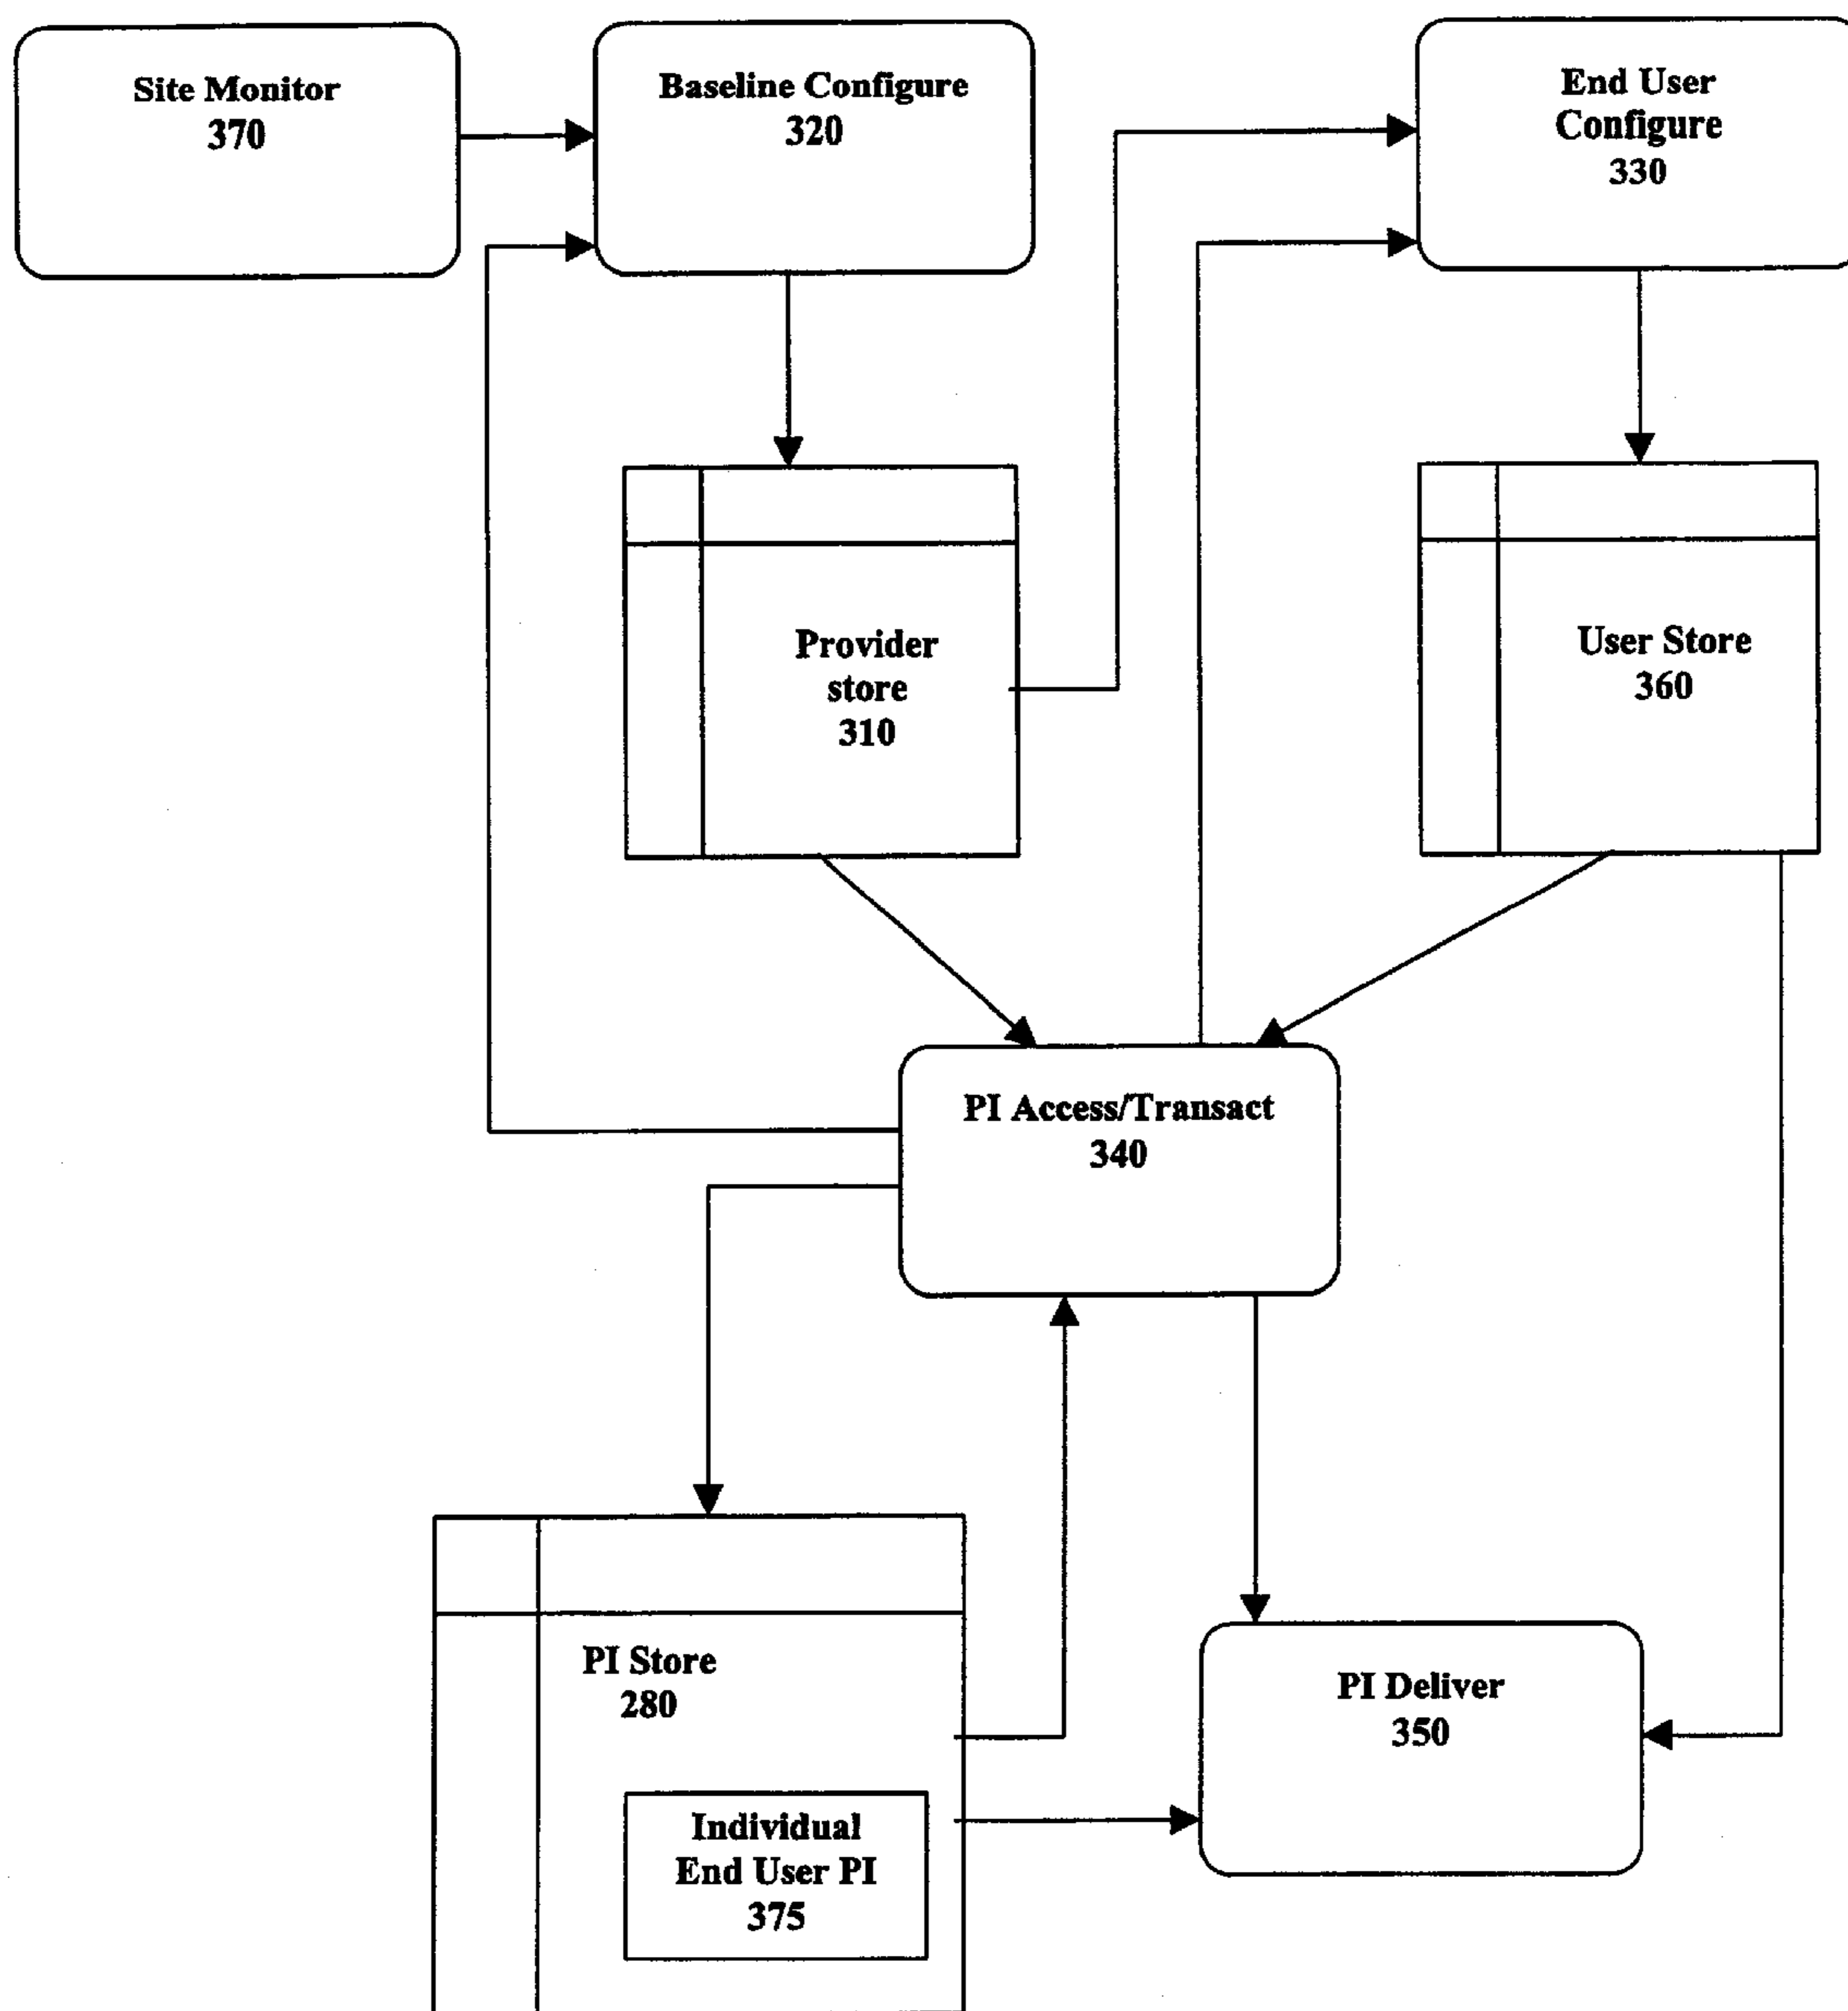 Site Monitor
370
Baseline Configure
320
End User
Configure
330
Provider
store
310
User Store
360
PI Access/Transact
340
PI Store
280
Individual
End User PI
375
PI Deliver
350